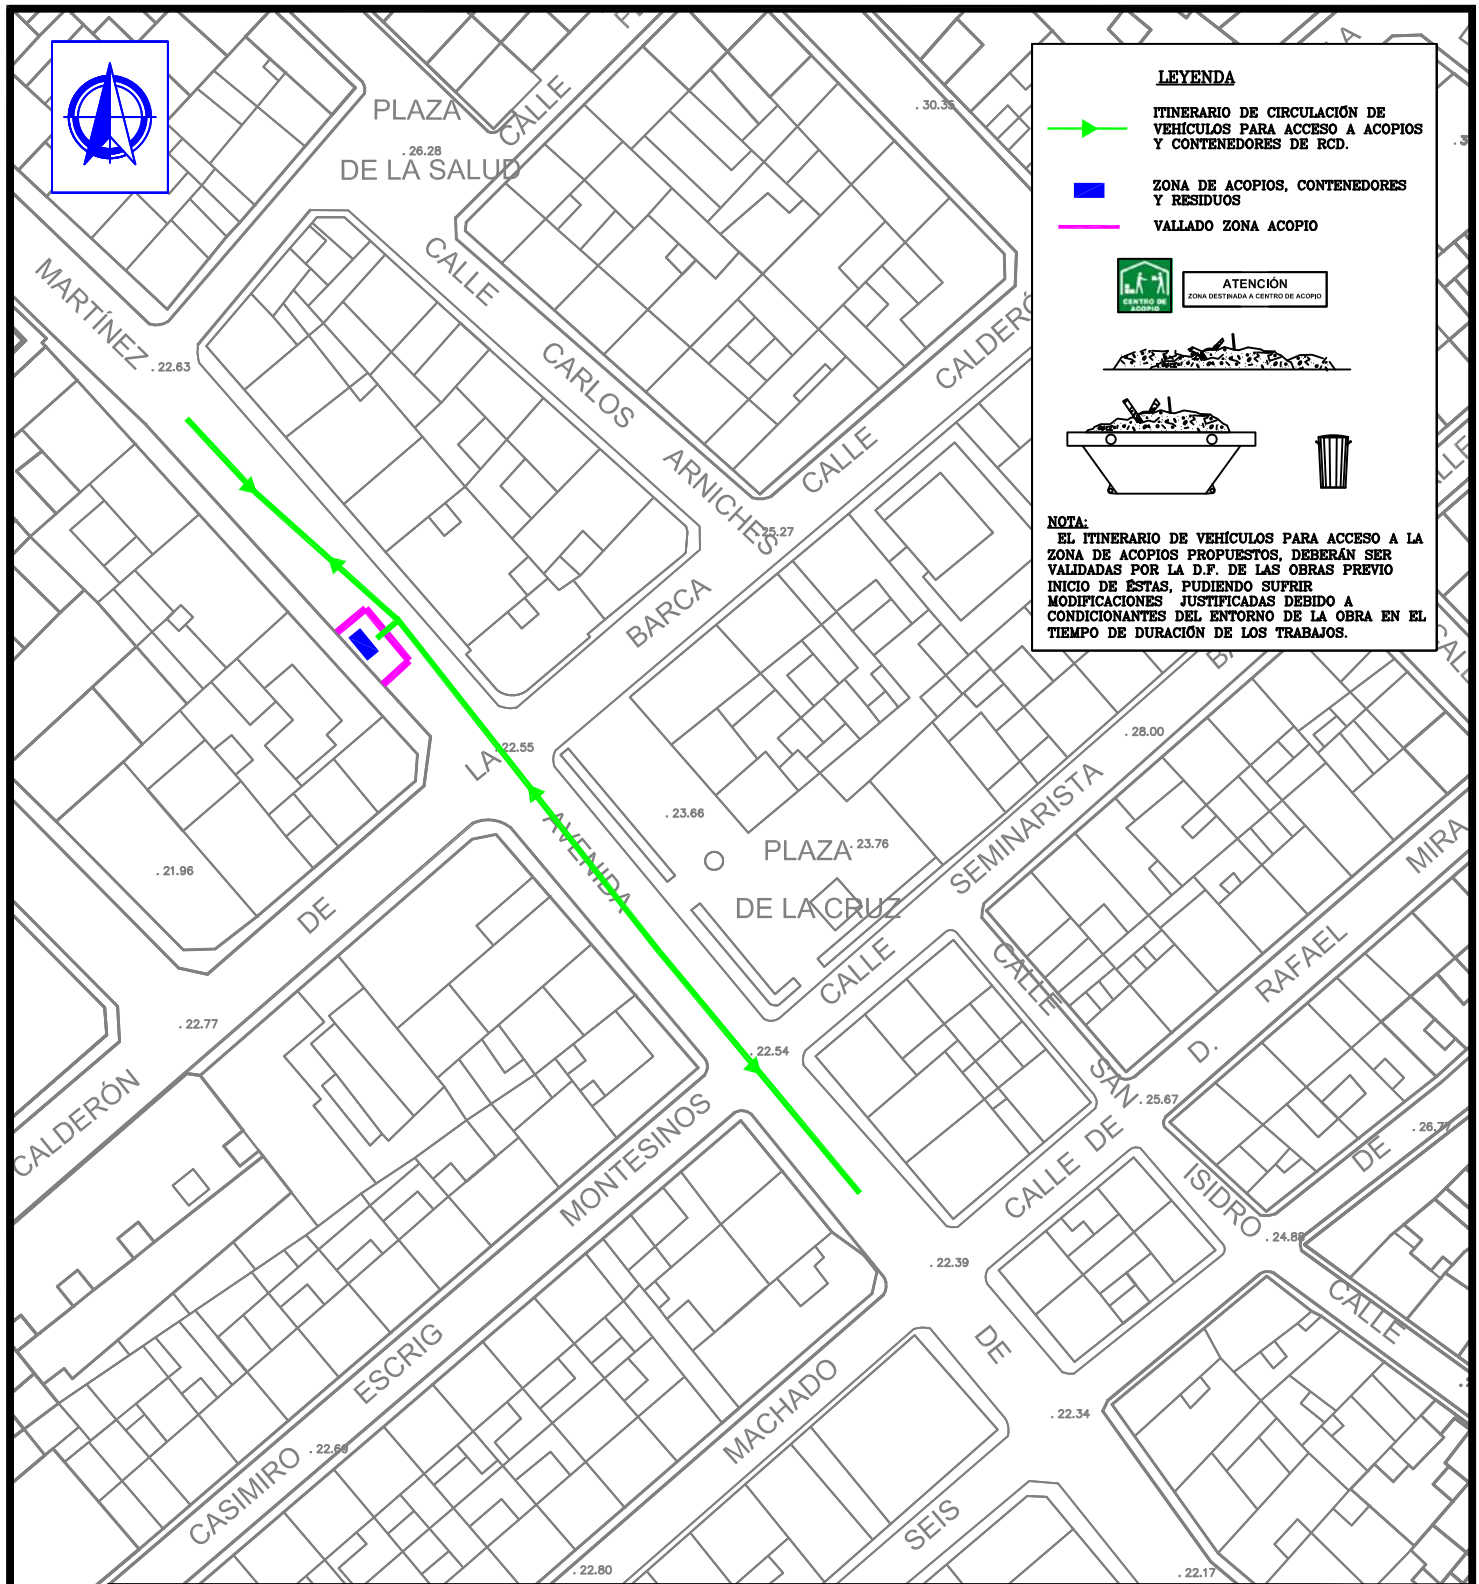 LEYENDA
ITINERARIO DE CIRCULACIÓN DE
VEHÍCULOS PARA ACCESO A ACOPIOS
Y CONTENEDORES DE RCD.
ZONA DE ACOPIOS, CONTENEDORES
Y RESIDUOS
VALLADO ZONA ACOPIO
CENTRO DE
ACOPIO
ATENCIÓN
ZONA DESTINADA A CENTRO DE ACOPIO
NOTA:
EL ITINERARIO DE VEHÍCULOS PARA ACCESO A LA
ZONA DE ACOPIOS PROPUESTOS, DEBERÁN SER
VALIDADAS POR LA D.F. DE LAS OBRAS PREVIO
INICIO DE ÉSTAS, PUDIENDO SUFRIR
MODIFICACIONES JUSTIFICADAS DEBIDO A
CONDICIONANTES DEL ENTORNO DE LA OBRA EN EL
TIEMPO DE DURACIÓN DE LOS TRABAJOS.
PLAZA
. 26.28
DE LA SALUD
CALLE
. 30.35
MARTÍNEZ
. 22.63
CALLE
CARLOS
ARNICHES
CALLE
CALDERÓ
. 25.27
BARCA
LA
. 22.55
AVENIDA
. 23.66
PLAZA
. 23.76
DE LA CRUZ
. 28.00
CALLE
SEMINARISTA
. 21.96
DE
. 22.77
CALDERÓN
. 22.54
CALLE
SAN
ISIDRO
D.
RAFAEL
MIRA
. 25.67
. 26.77
CALLE DE
DE
. 24.88
CALLE
MONTESINOS
ESCRIG
CASIMIRO
. 22.69
. 22.39
DE
MACHADO
. 22.34
SEIS
. 22.80
. 22.17